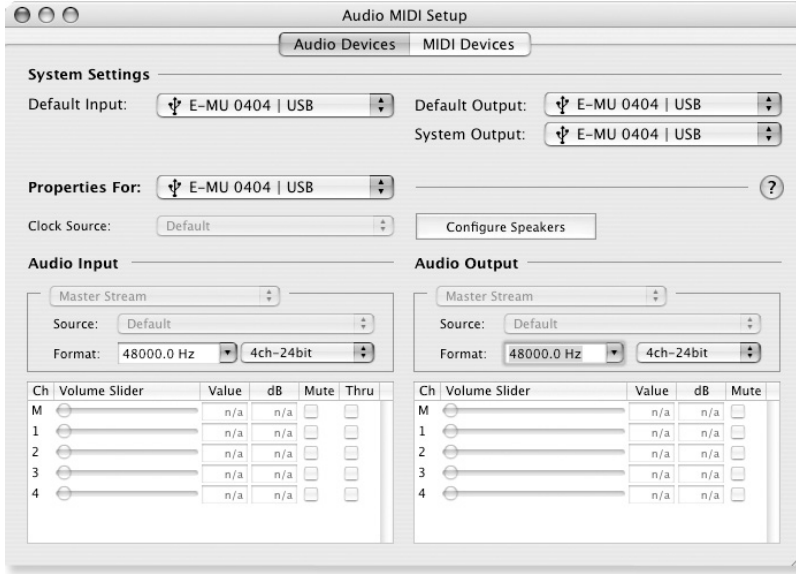 Audio MIDI Setup
Audio Devices MIDI Devices
System Settings
Default Input: E-MU 0404 | USB
Default Output: E-MU 0404 | USB
System Output: E-MU 0404 | USB
Properties For: E-MU 0404 | USB ?
Clock Source: Default
Configure Speakers
Audio Input
Master Stream
Source: Default
Format: 48000.0 Hz 4ch-24bit
Ch Volume Slider Value dB Mute Thru
M n/a n/a
1 n/a n/a
2 n/a n/a
3 n/a n/a
4 n/a n/a
Audio Output
Master Stream
Source: Default
Format: 48000.0 Hz 4ch-24bit
Ch Volume Slider Value dB Mute
M n/a n/a
1 n/a n/a
2 n/a n/a
3 n/a n/a
4 n/a n/a